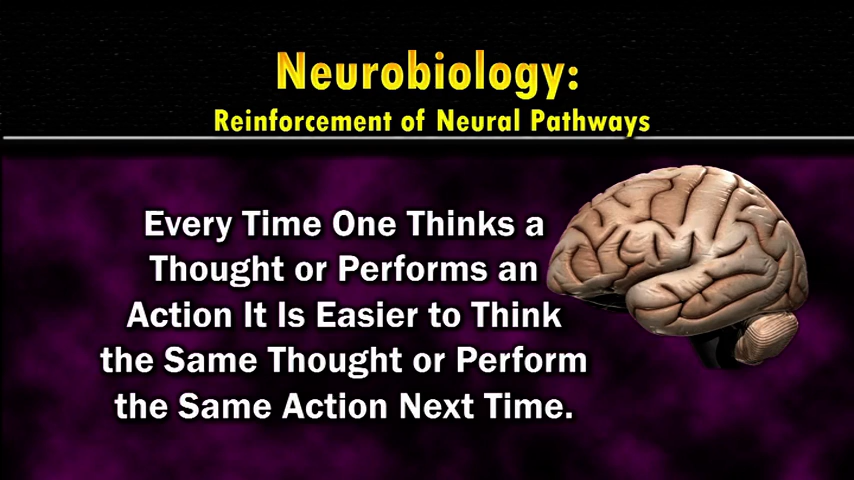 Neurobiology:
Reinforcement of Neural Pathways
Every Time One Thinks a
Thought or Performs an
Action It Is Easier to Think
the Same Thought or Perform
the Same Action Next Time.